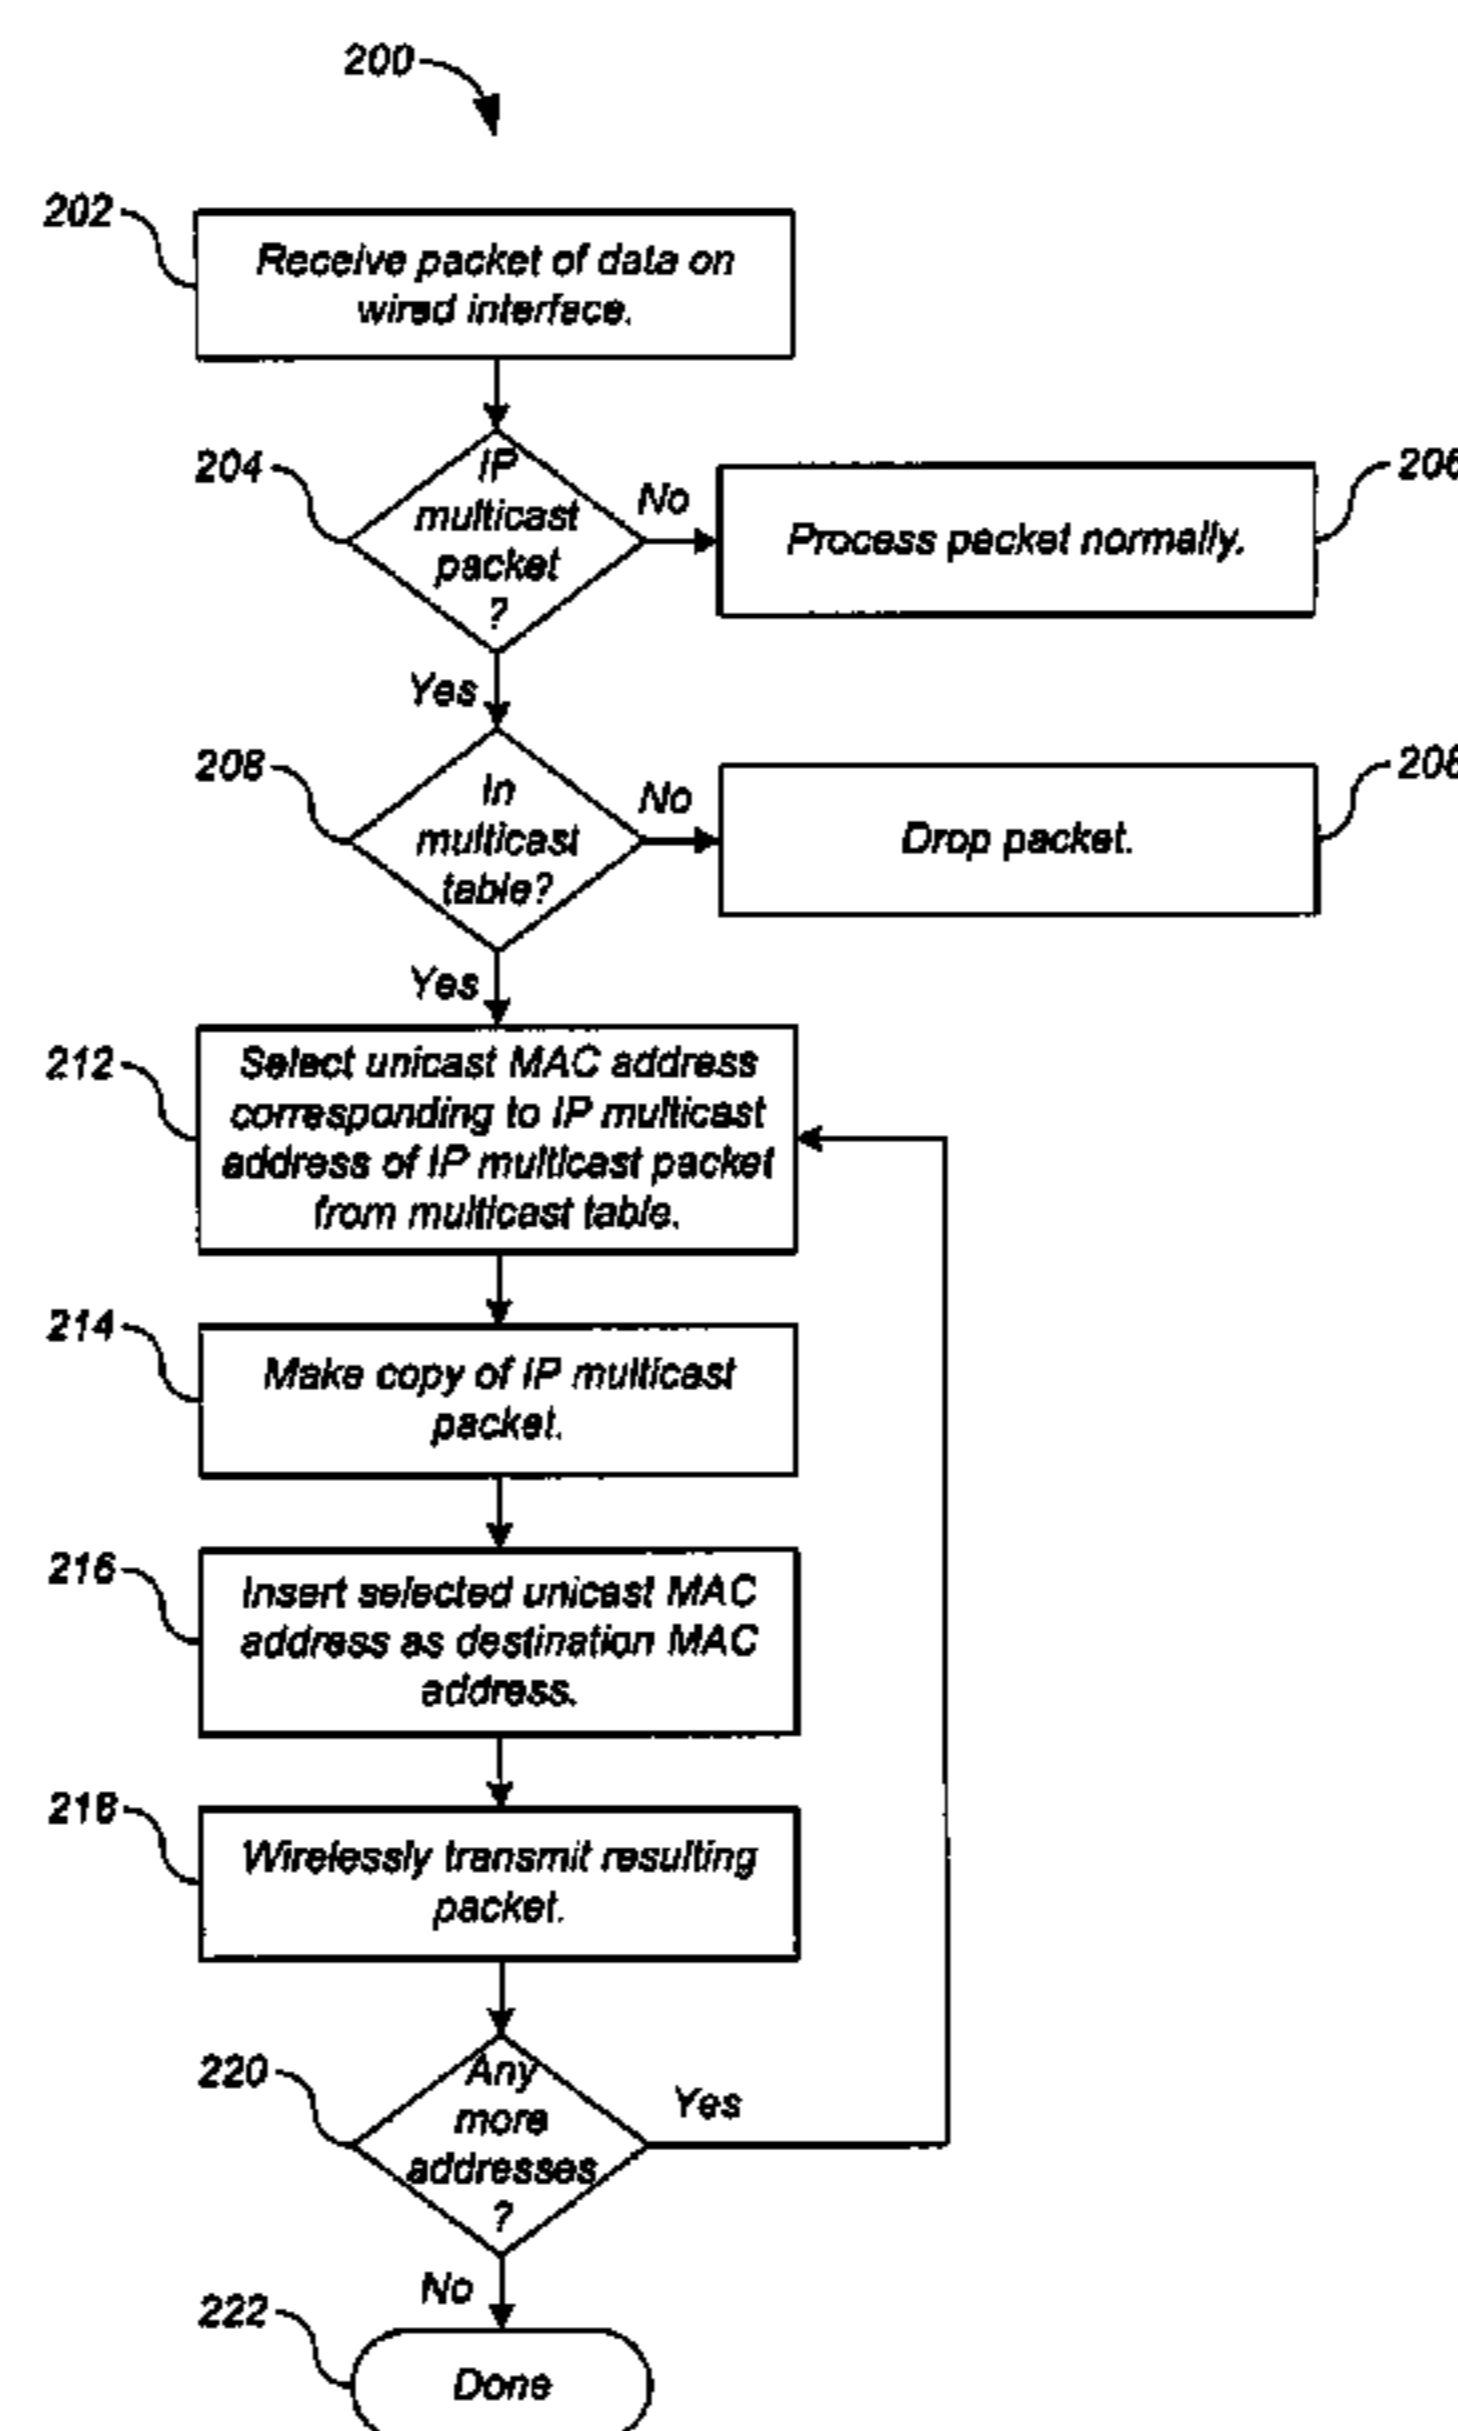 200
202
Receive packet of data on
wired interface.
204
IP
multicast
packet
?
No
206
Process packet normally.
Yes
208
In
multicast
table?
No
208
Drop packet.
Yes
212
Select unicast MAC address
corresponding to IP multicast
address of IP multicast packet
from multicast table.
214
Make copy of IP multicast
packet.
216
Insert selected unicast MAC
address as destination MAC
address.
218
Wirelessly transmit resulting
packet.
220
Any
more
addresses
?
Yes
No
222
Done